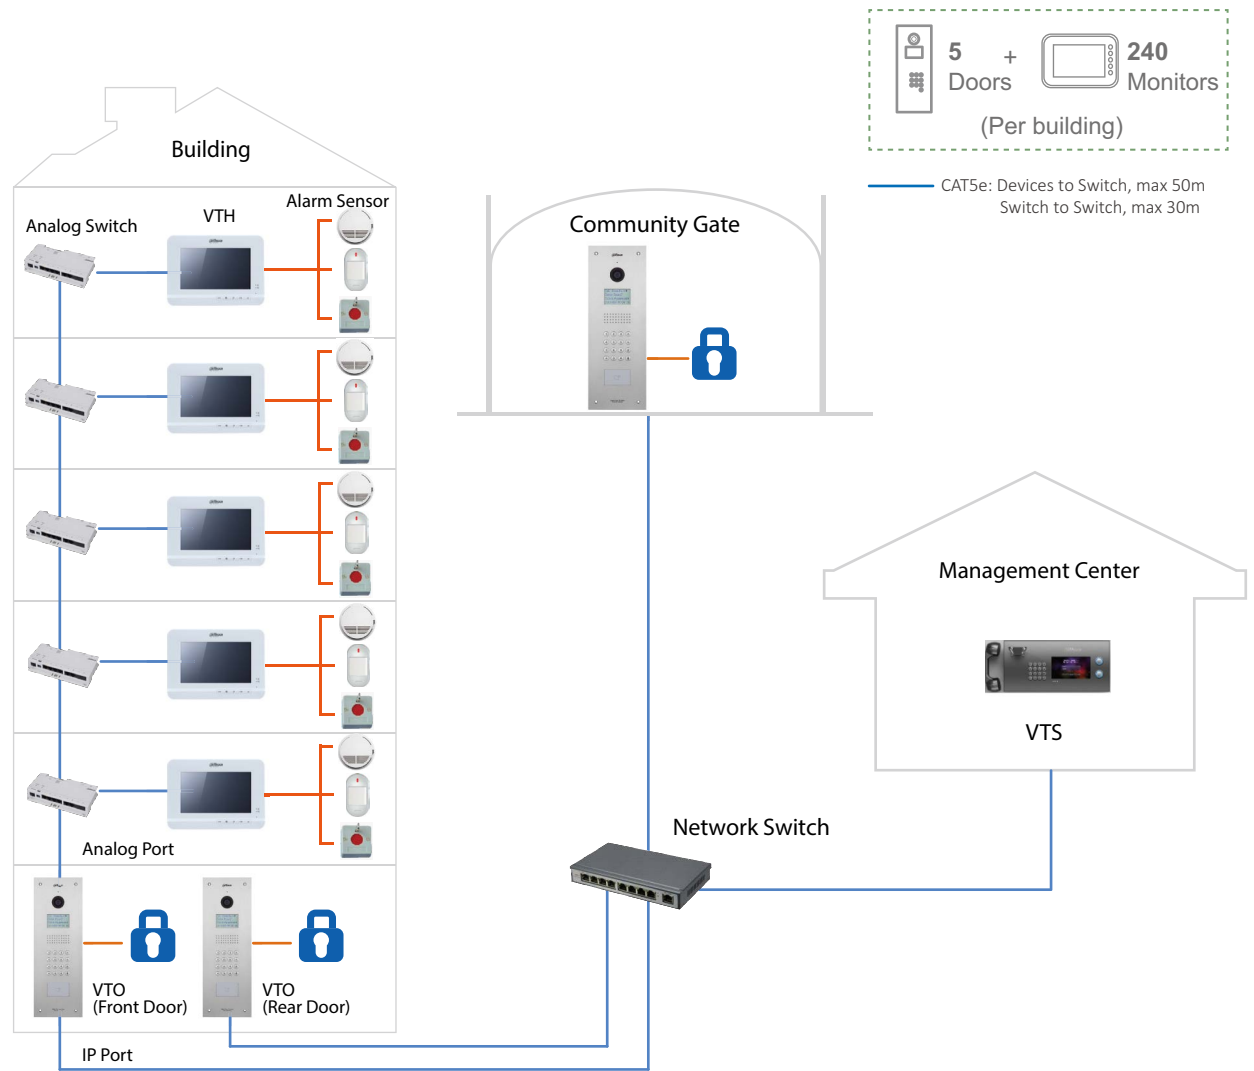 5
Doors
+
240
Monitors
(Per building)
CAT5e: Devices to Switch, max 50m
Switch to Switch, max 30m
Building
Analog Switch
VTH
Alarm Sensor
Community Gate
Management Center
VTS
Network Switch
Analog Port
VTO
(Front Door)
VTO
(Rear Door)
IP Port